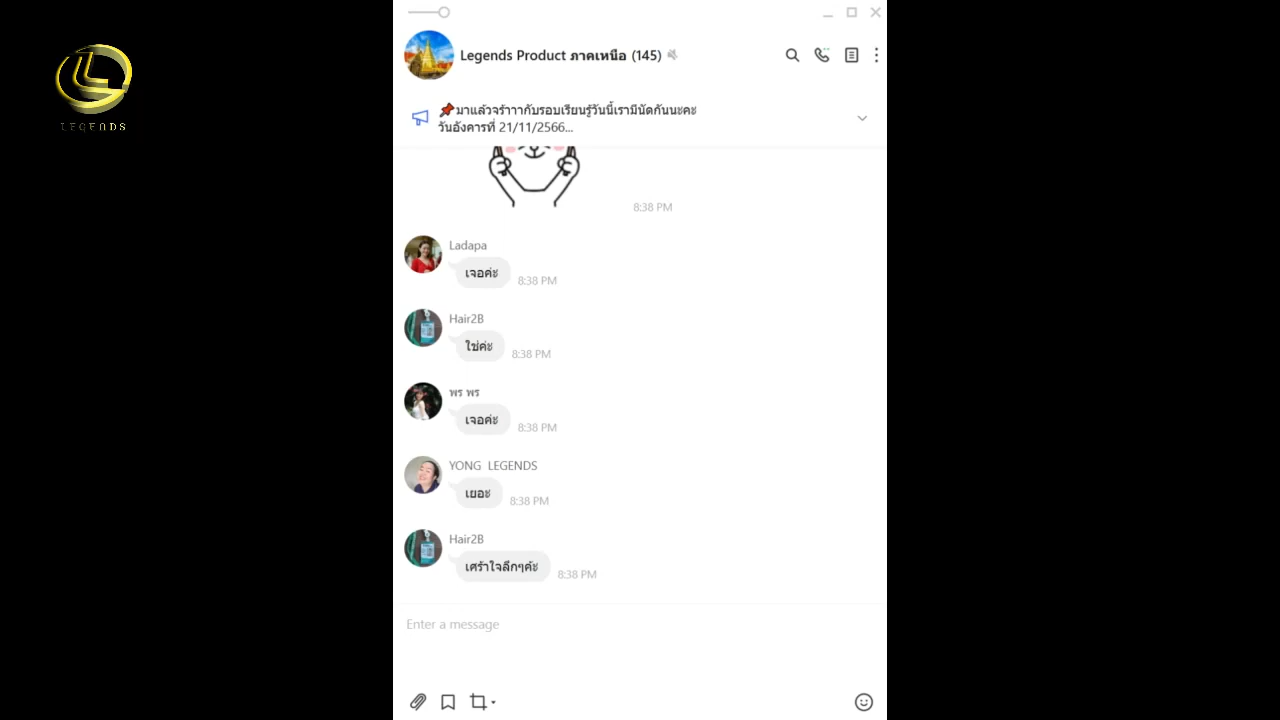 LEGENDS
Legends Product ภาคเหนือ (145)
📌มาแล้วจร้าาากับรอบเรียนรู้วันนี้เรามีนัดกันนะคะ
วันอังคารที่ 21/11/2566...
8:38 PM
Ladapa
เจอค่ะ
8:38 PM
Hair2B
ใช่ค่ะ
8:38 PM
พร พร
เจอค่ะ
8:38 PM
YONG LEGENDS
เยอะ
8:38 PM
Hair2B
เศร้าใจลึกๆค้ะ
8:38 PM
Enter a message